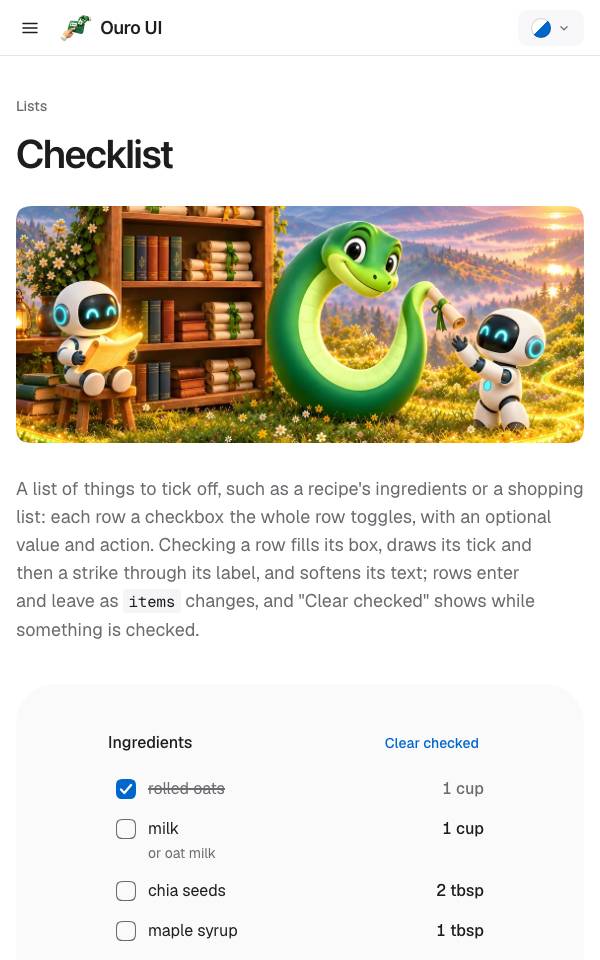 Ouro UI
Lists
Checklist
A list of things to tick off, such as a recipe's ingredients or a shopping
list: each row a checkbox the whole row toggles, with an optional
value and action. Checking a row fills its box, draws its tick and
then a strike through its label, and softens its text; rows enter
and leave as items changes, and "Clear checked" shows while
something is checked.
Ingredients Clear checked
rolled oats 1 cup
milk 1 cup
or oat milk
chia seeds 2 tbsp
maple syrup 1 tbsp